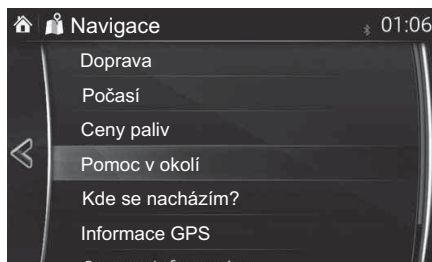 Navigace 01:06
Doprava
Počasí
Ceny paliv
Pomoc v okolí
Kde se nacházím?
Informace GPS